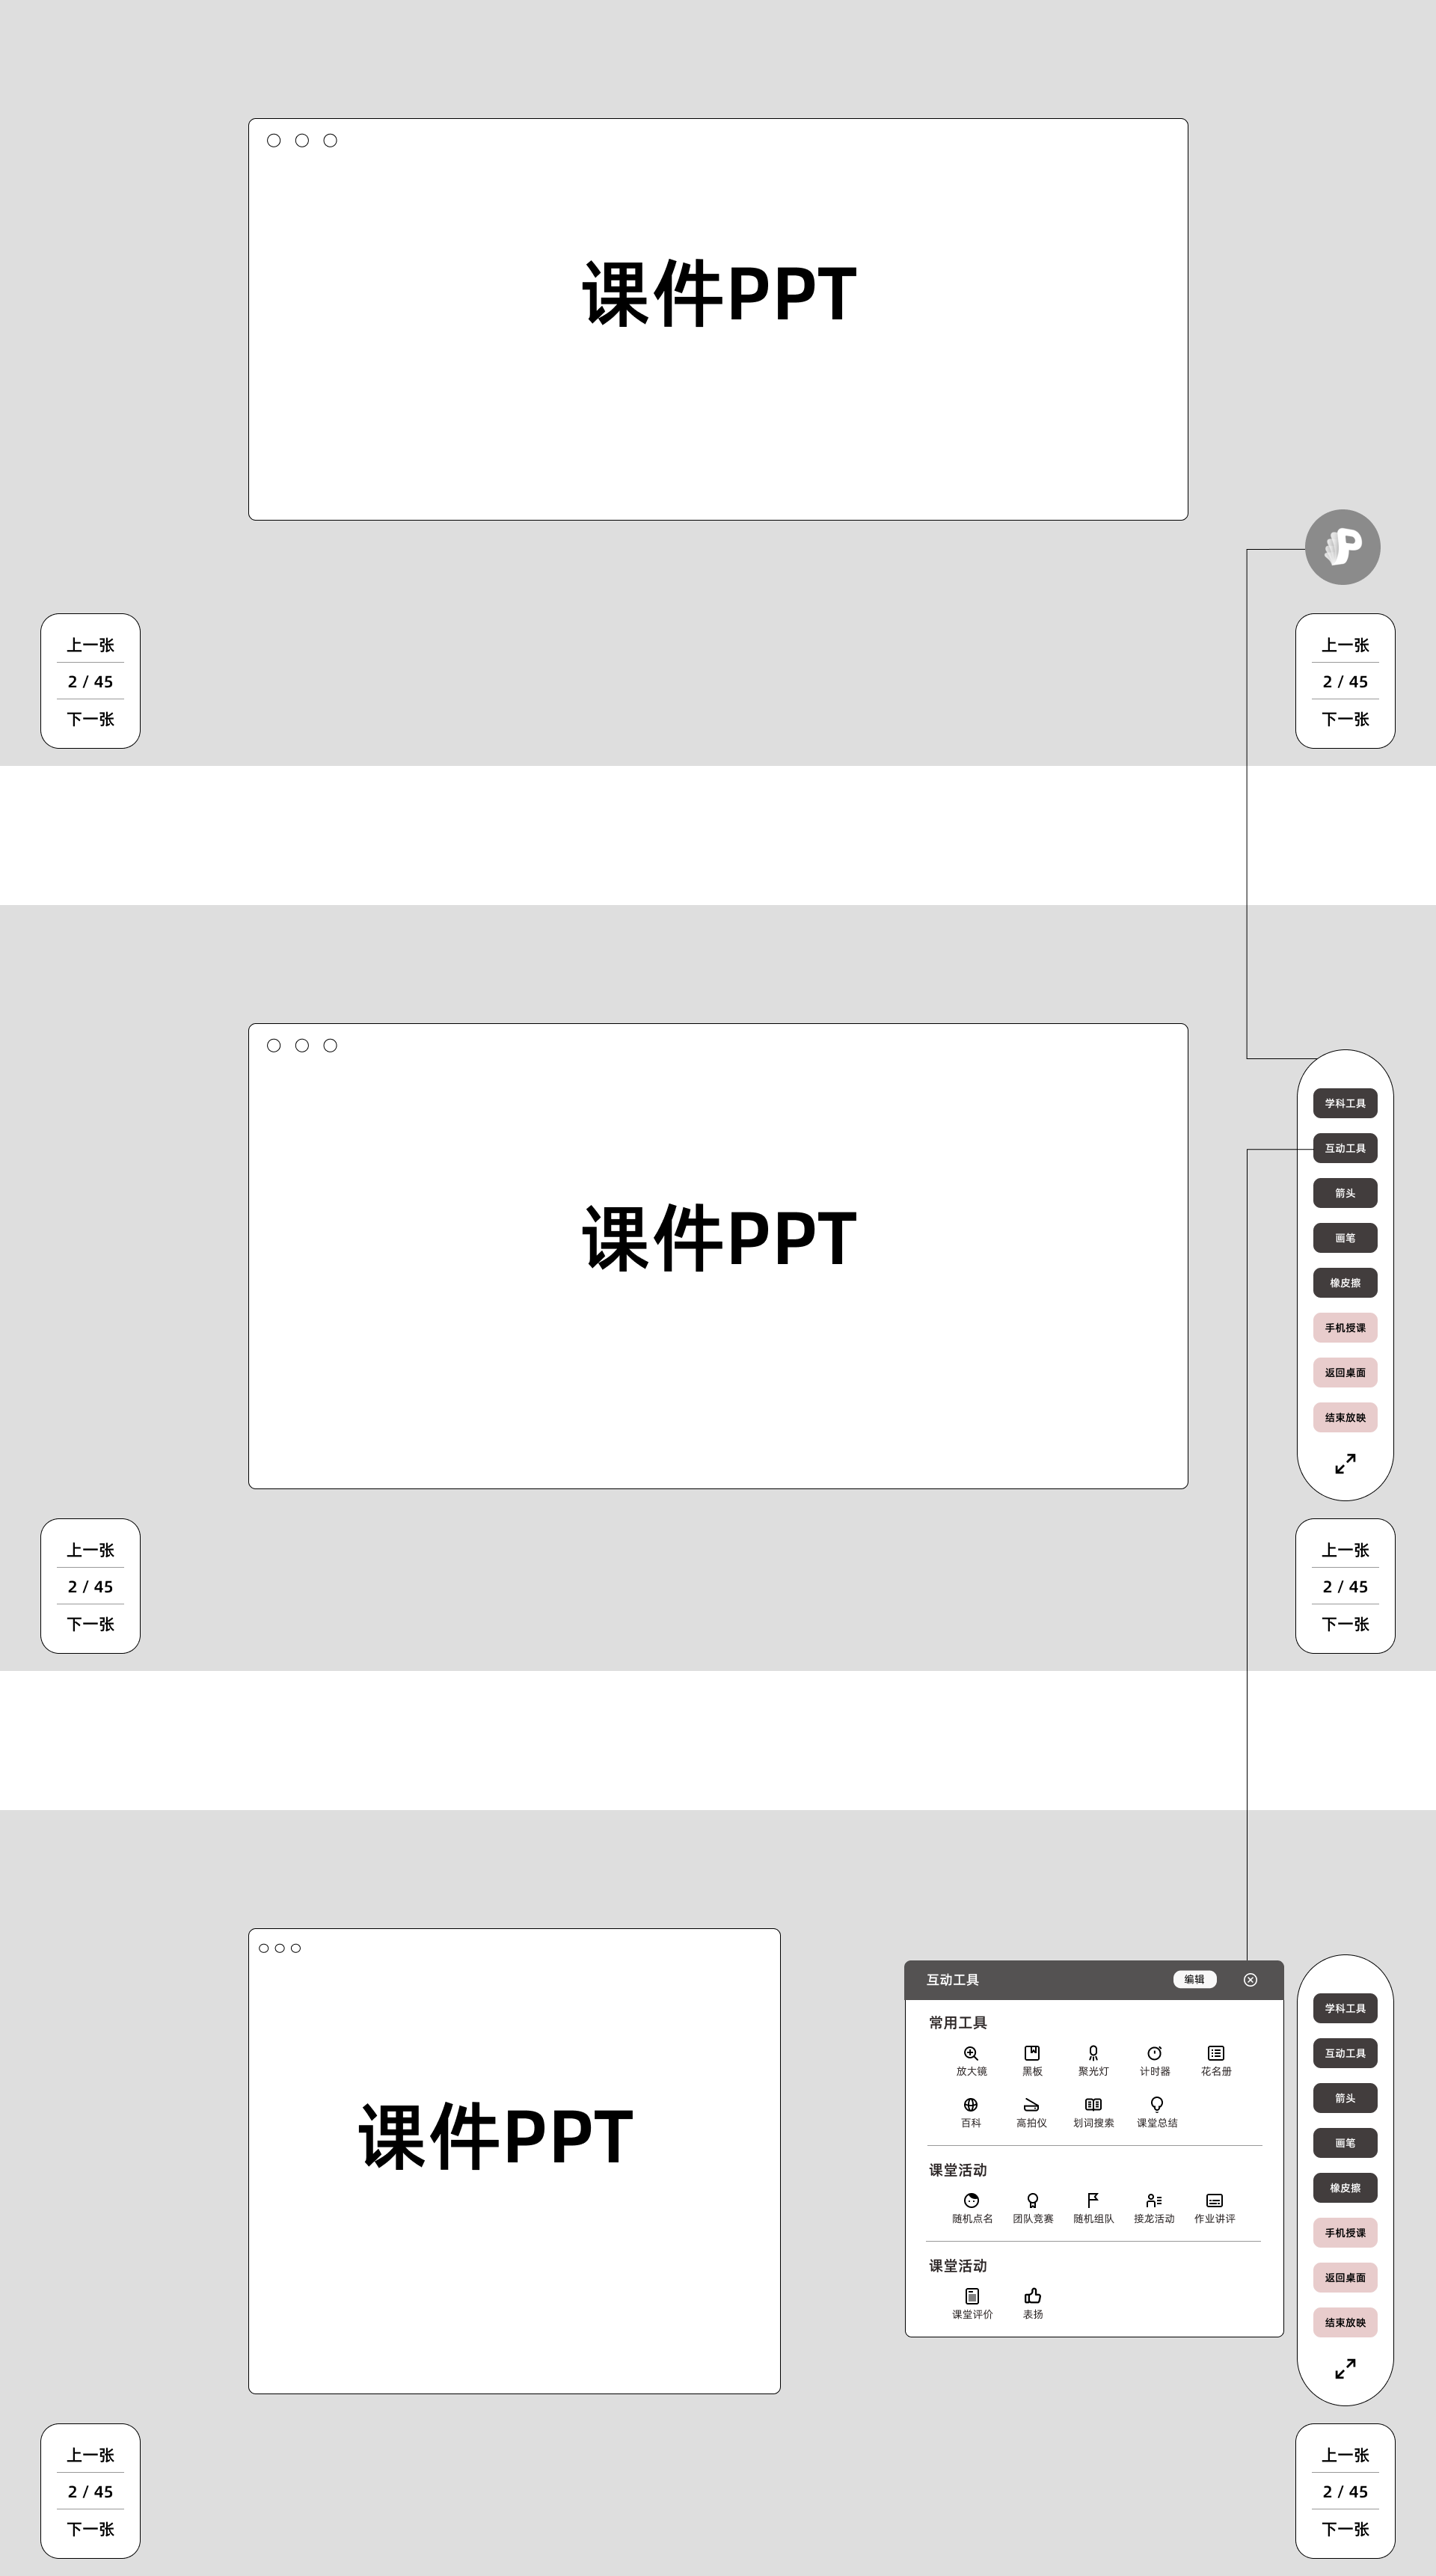 课件PPT
P
上一张
2 / 45
下一张
上一张
2 / 45
下一张
课件PPT
学科工具
互动工具
箭头
画笔
橡皮擦
手机授课
返回桌面
结束放映
上一张
2 / 45
下一张
上一张
2 / 45
下一张
课件PPT
互动工具 编辑
常用工具
放大镜 黑板 聚光灯 计时器 花名册
百科 高拍仪 划词搜索 课堂总结
课堂活动
随机点名 团队竞赛 随机组队 接龙活动 作业讲评
课堂活动
课堂评价 表扬
学科工具
互动工具
箭头
画笔
橡皮擦
手机授课
返回桌面
结束放映
上一张
2 / 45
下一张
上一张
2 / 45
下一张